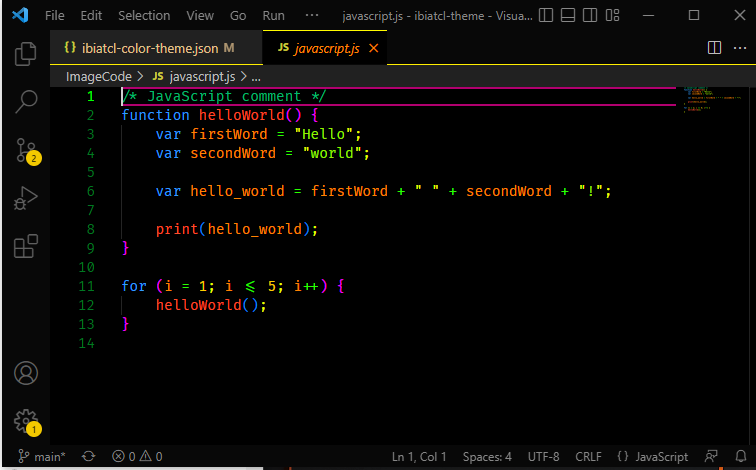 File Edit Selection View Go Run ··· javascript.js - ibiatcl-theme - Visua...
{} ibiatcl-color-theme.json M JS javascript.js
ImageCode > JS javascript.js > ...
1 /* JavaScript comment */
2 function helloWorld() {
3     var firstWord = "Hello";
4     var secondWord = "world";
5
6     var hello_world = firstWord + " " + secondWord + "!";
7
8     print(hello_world);
9 }
10
11 for (i = 1; i <= 5; i++) {
12     helloWorld();
13 }
14
2
1
main* 0 0 Ln 1, Col 1 Spaces: 4 UTF-8 CRLF {} JavaScript